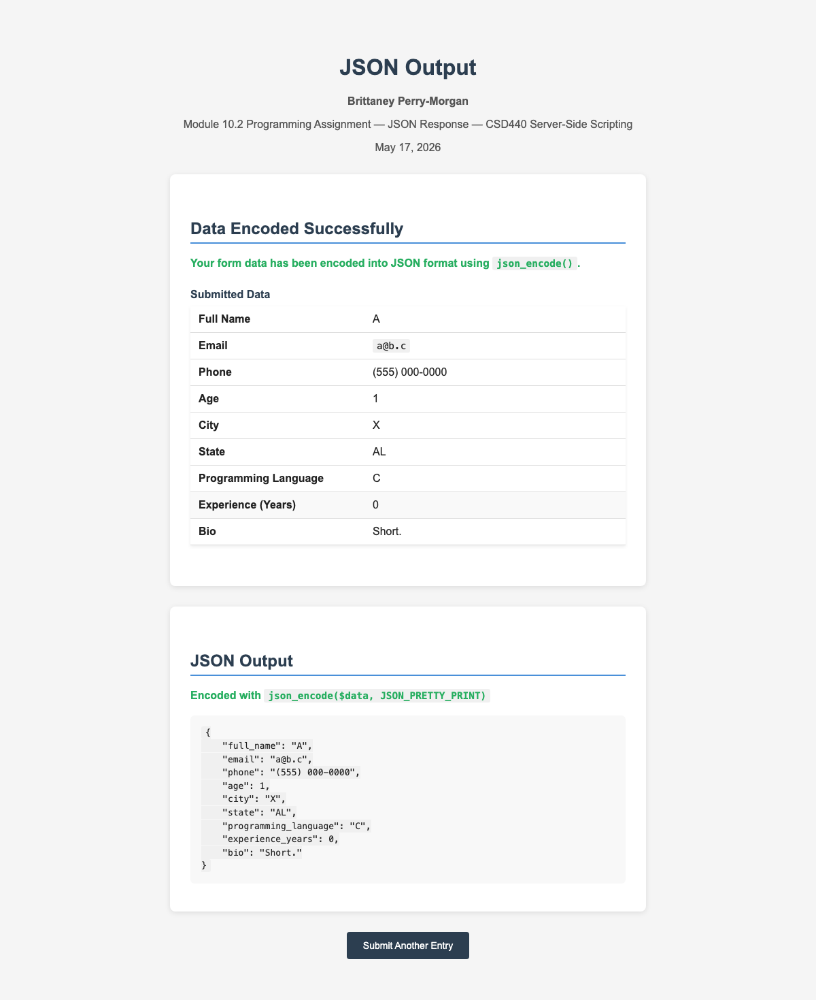 JSON Output
Brittaney Perry-Morgan
Module 10.2 Programming Assignment — JSON Response — CSD440 Server-Side Scripting
May 17, 2026
Data Encoded Successfully
Your form data has been encoded into JSON format using json_encode().
Submitted Data
Full Name A
Email a@b.c
Phone (555) 000-0000
Age 1
City X
State AL
Programming Language C
Experience (Years) 0
Bio Short.
JSON Output
Encoded with json_encode($data, JSON_PRETTY_PRINT)
{
    "full_name": "A",
    "email": "a@b.c",
    "phone": "(555) 000-0000",
    "age": 1,
    "city": "X",
    "state": "AL",
    "programming_language": "C",
    "experience_years": 0,
    "bio": "Short."
}
Submit Another Entry